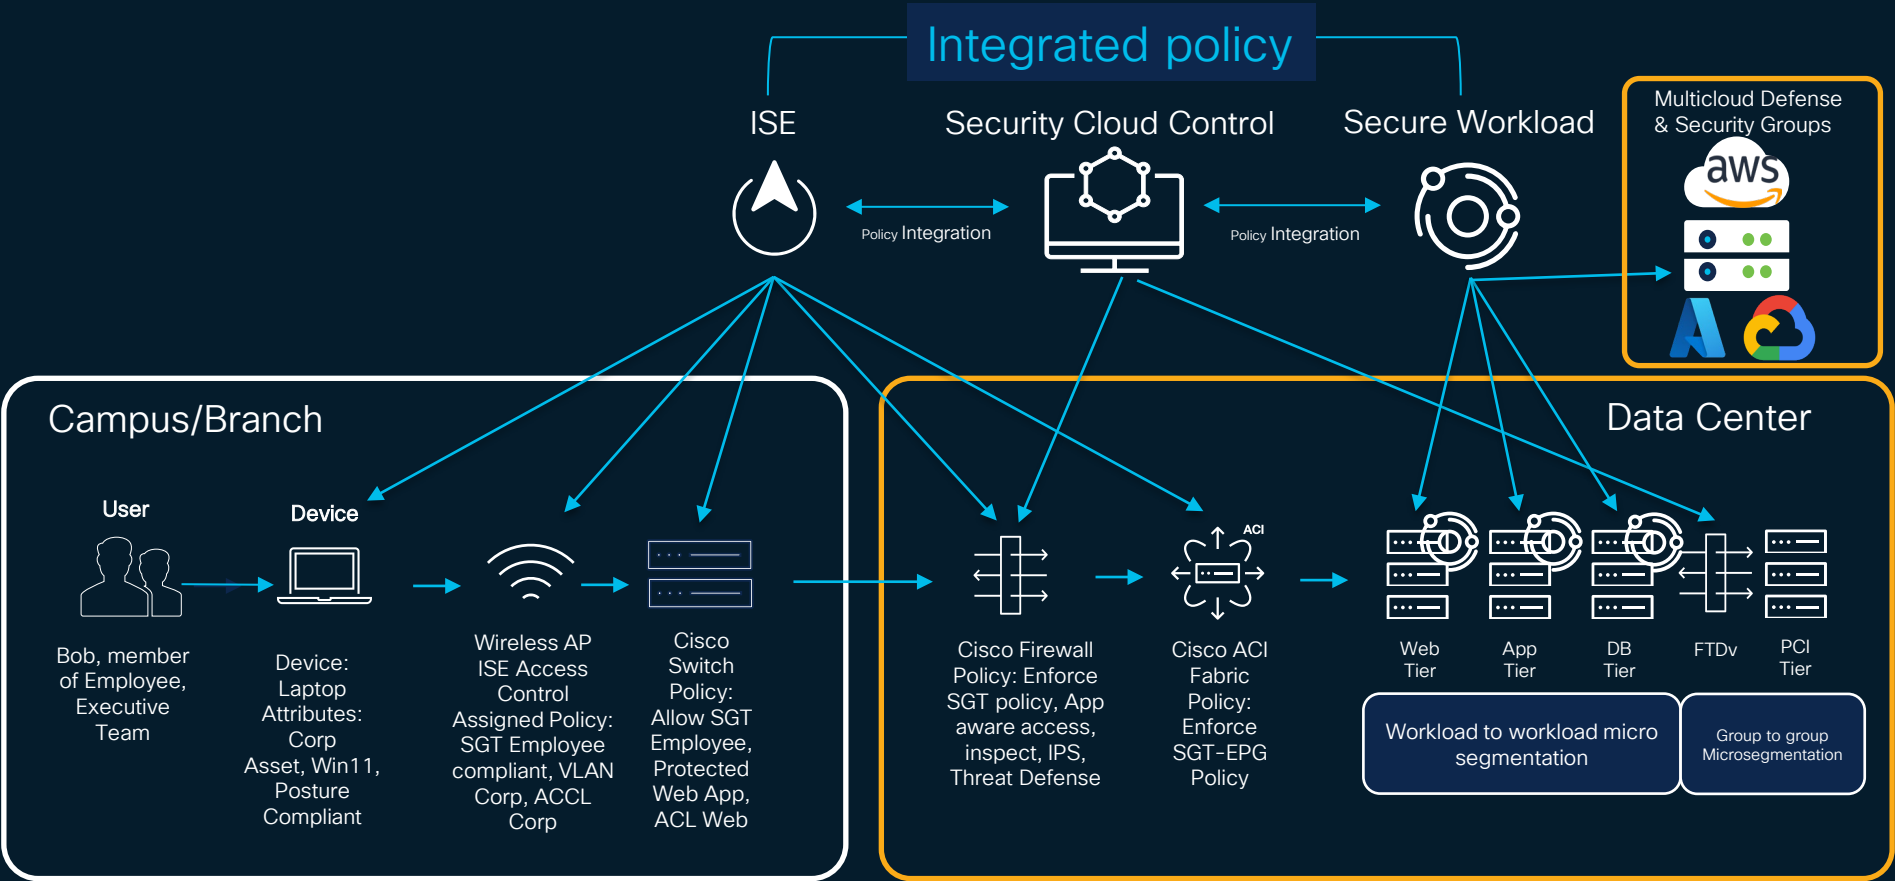 Integrated policy
ISE
Security Cloud Control
Secure Workload
Policy Integration
Policy Integration
Multicloud Defense
& Security Groups
aws
Campus/Branch
User
Device
Bob, member
of Employee,
Executive
Team
Device:
Laptop
Attributes:
Corp
Asset, Win11,
Posture
Compliant
Wireless AP
ISE Access
Control
Assigned Policy:
SGT Employee
compliant, VLAN
Corp, ACCL
Corp
Cisco
Switch
Policy:
Allow SGT
Employee,
Protected
Web App,
ACL Web
Data Center
Cisco Firewall
Policy: Enforce
SGT policy, App
aware access,
inspect, IPS,
Threat Defense
ACI
Cisco ACI
Fabric
Policy:
Enforce
SGT-EPG
Policy
Web
Tier
App
Tier
DB
Tier
FTDv
PCI
Tier
Workload to workload micro
segmentation
Group to group
Microsegmentation